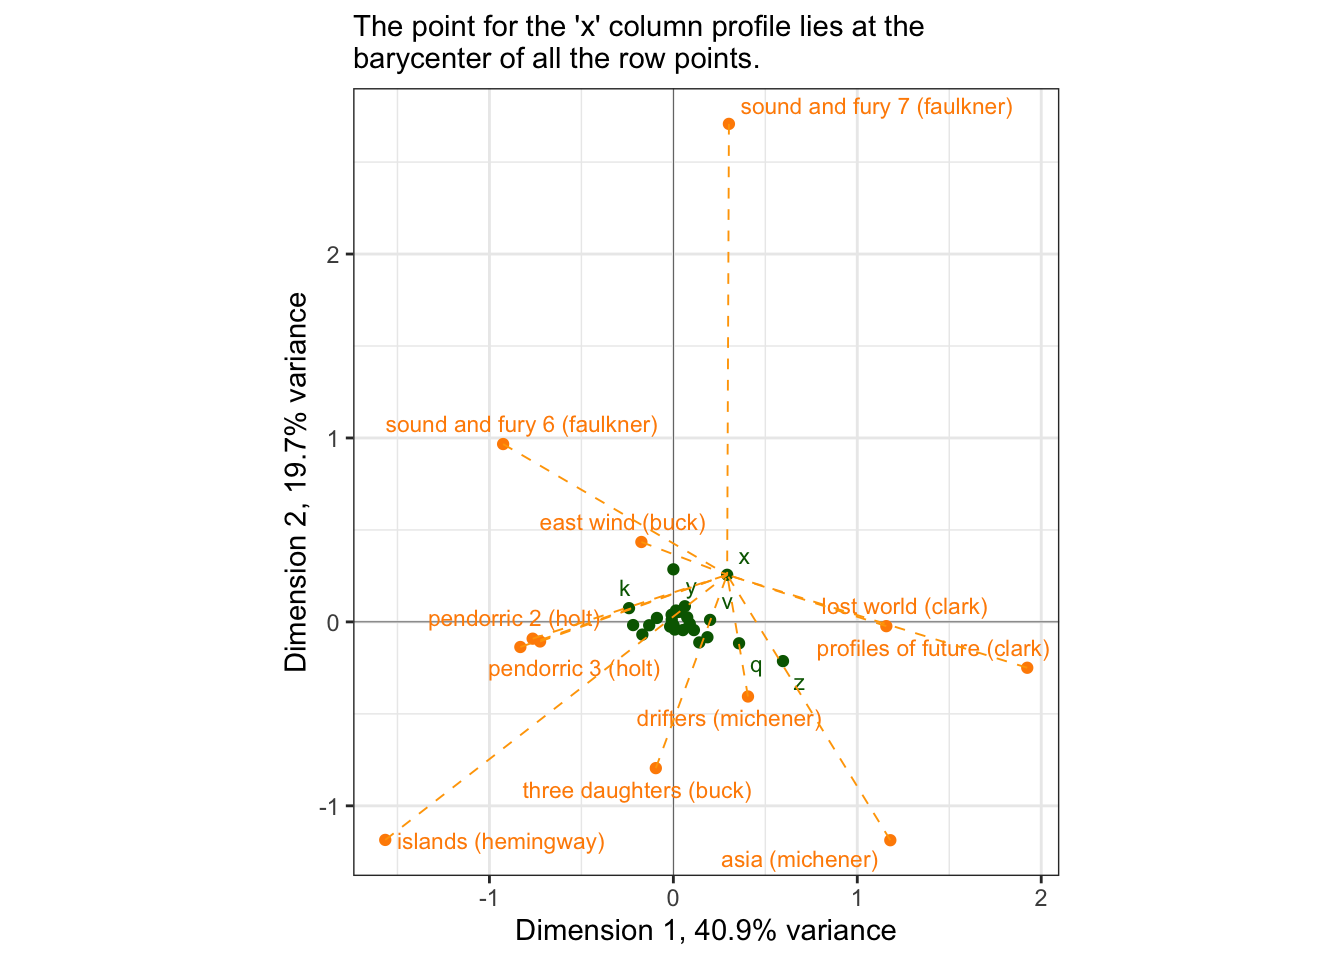 The point for the 'x' column profile lies at the
barycenter of all the row points.
sound and fury 7 (faulkner)
2
sound and fury 6 (faulkner)
1
east wind (buck)
x
k
y
v
lost world (clark)
pendorric 2 (holt)
0
profiles of future (clark)
pendorric 3 (holt)
q
z
drifters (michener)
three daughters (buck)
-1
islands (hemingway)
asia (michener)
-1
0
1
2
Dimension 1, 40.9% variance
Dimension 2, 19.7% variance